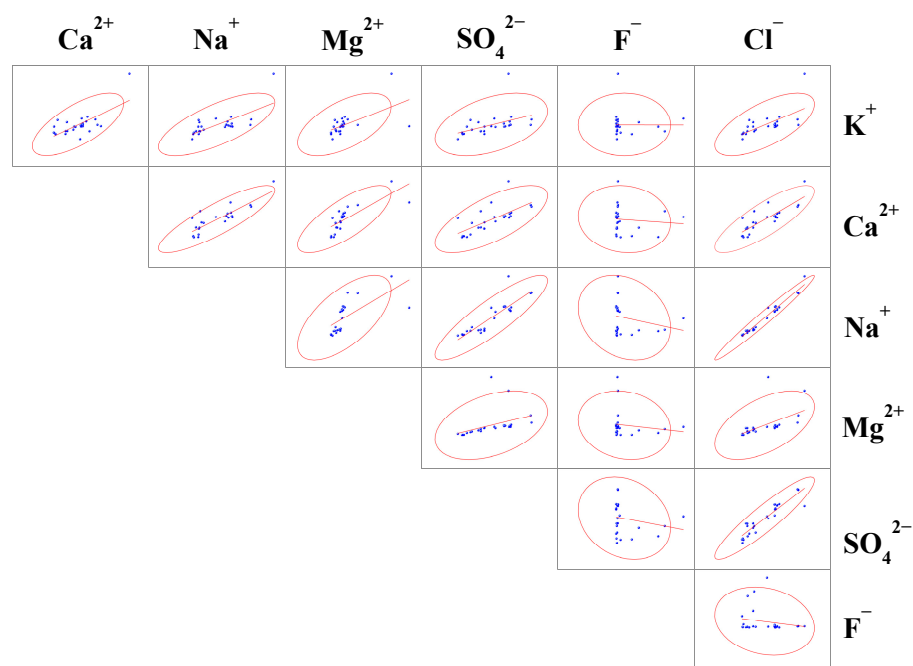 Ca²⁺ Na⁺ Mg²⁺ SO₄²⁻ F⁻ Cl⁻
K⁺
Ca²⁺
Na⁺
Mg²⁺
SO₄²⁻
F⁻